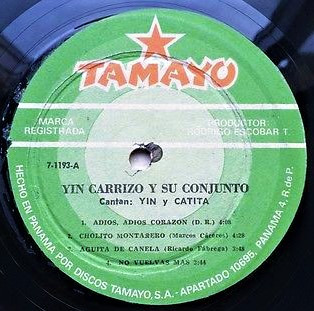 TAMAYO
MARCA
REGISTRADA
PRODUCTOR:
RODRIGO ESCOBAR T.
7-1193-A
YIN CARRIZO Y SU CONJUNTO
Cantan: YIN y CATITA
1. ADIOS, ADIOS CORAZON (D. R.) 4:08
2. CHOLITO MONTAÑERO (Marcos Cáceres) 4:28
3. AGUITA DE CANELA (Ricardo Fábrega) 3:48
4. NO VUELVAS MAS 2:44
HECHO EN PANAMA POR DISCOS TAMAYO, S.A. - APARTADO 10695, PANAMA 4, R. de P.